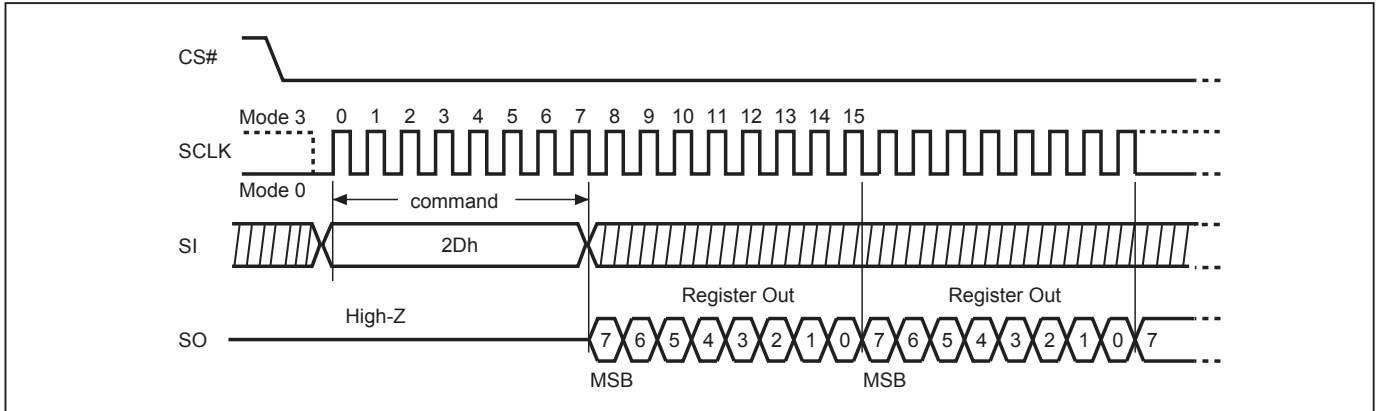 CS#
Mode 3 0 1 2 3 4 5 6 7 8 9 10 11 12 13 14 15
SCLK
Mode 0
command
SI 2Dh
Register Out Register Out
High-Z
SO 7 6 5 4 3 2 1 0 7 6 5 4 3 2 1 0 7
MSB MSB